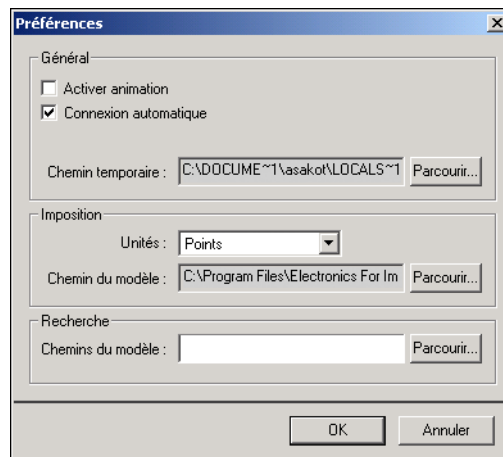 Préférences
Général
Activer animation
Connexion automatique
Chemin temporaire : C:\DOCUME~1\asakot\LOCALS~1 Parcourir...
Imposition
Unités : Points
Chemin du modèle : C:\Program Files\Electronics For Im Parcourir...
Recherche
Chemins du modèle : Parcourir...
OK Annuler